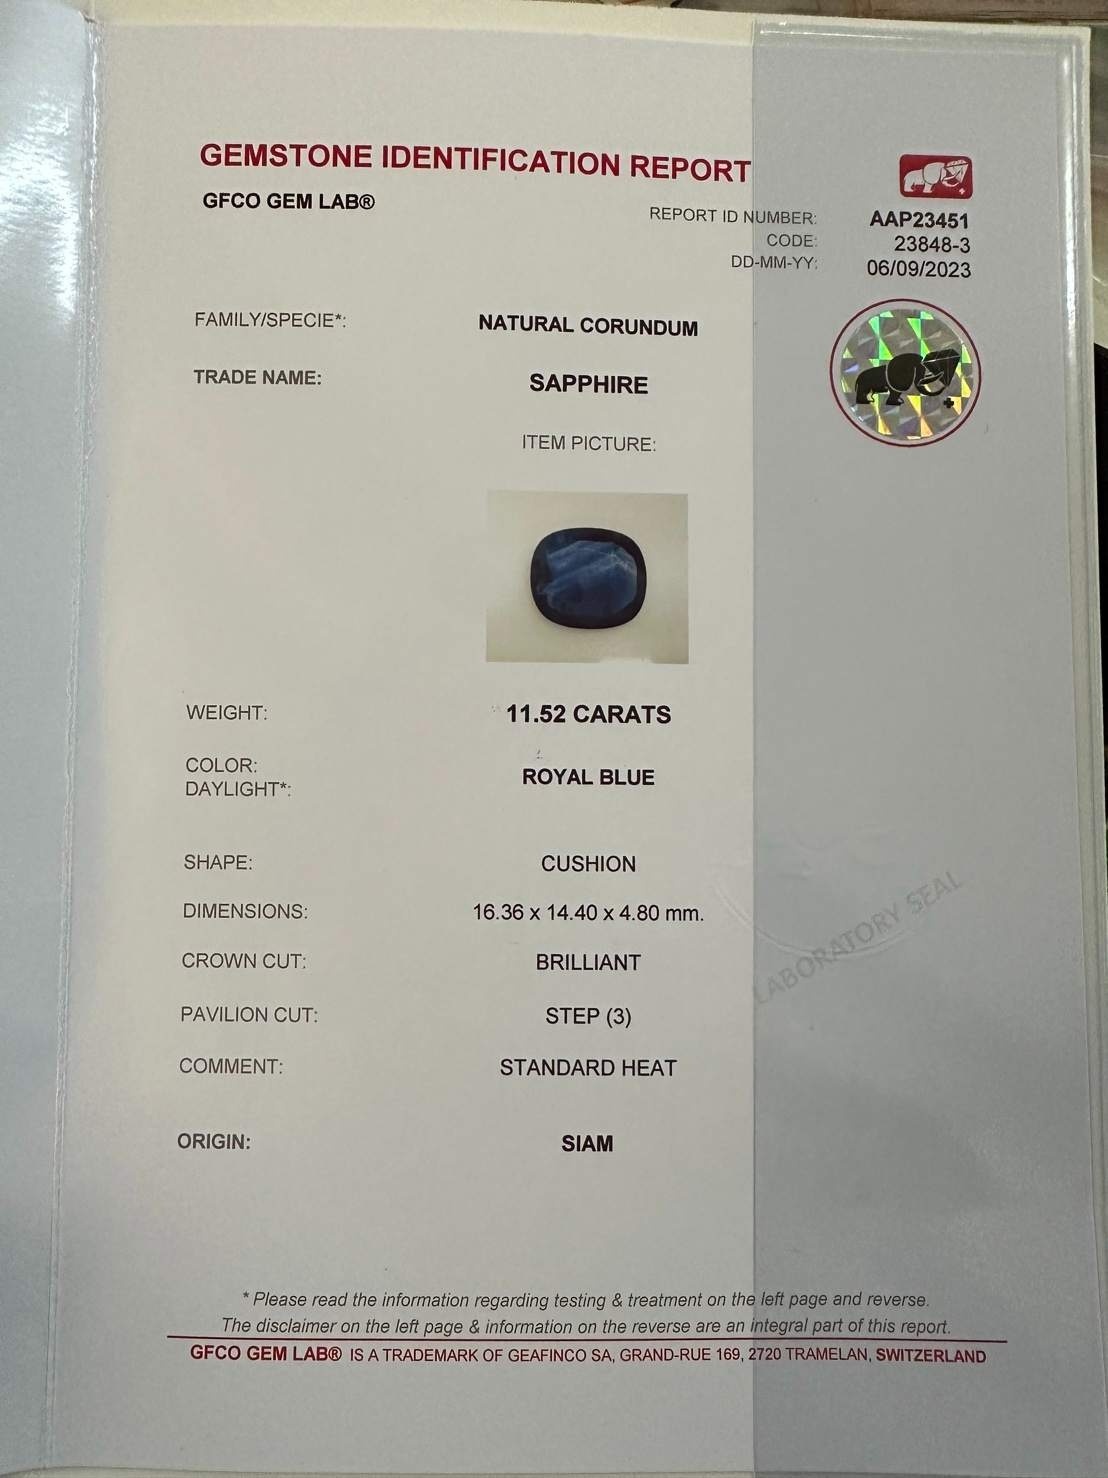 GEMSTONE IDENTIFICATION REPORT
GFCO GEM LAB®
REPORT ID NUMBER: AAP23451
CODE: 23848-3
DD-MM-YY: 06/09/2023
FAMILY/SPECIE*: NATURAL CORUNDUM
TRADE NAME: SAPPHIRE
ITEM PICTURE:
WEIGHT: 11.52 CARATS
COLOR:
DAYLIGHT*: ROYAL BLUE
SHAPE: CUSHION
DIMENSIONS: 16.36 x 14.40 x 4.80 mm.
CROWN CUT: BRILLIANT
LABORATORY SEAL
PAVILION CUT: STEP (3)
COMMENT: STANDARD HEAT
ORIGIN: SIAM
* Please read the information regarding testing & treatment on the left page and reverse.
The disclaimer on the left page & information on the reverse are an integral part of this report.
GFCO GEM LAB® IS A TRADEMARK OF GEAFINCO SA, GRAND-RUE 169, 2720 TRAMELAN, SWITZERLAND